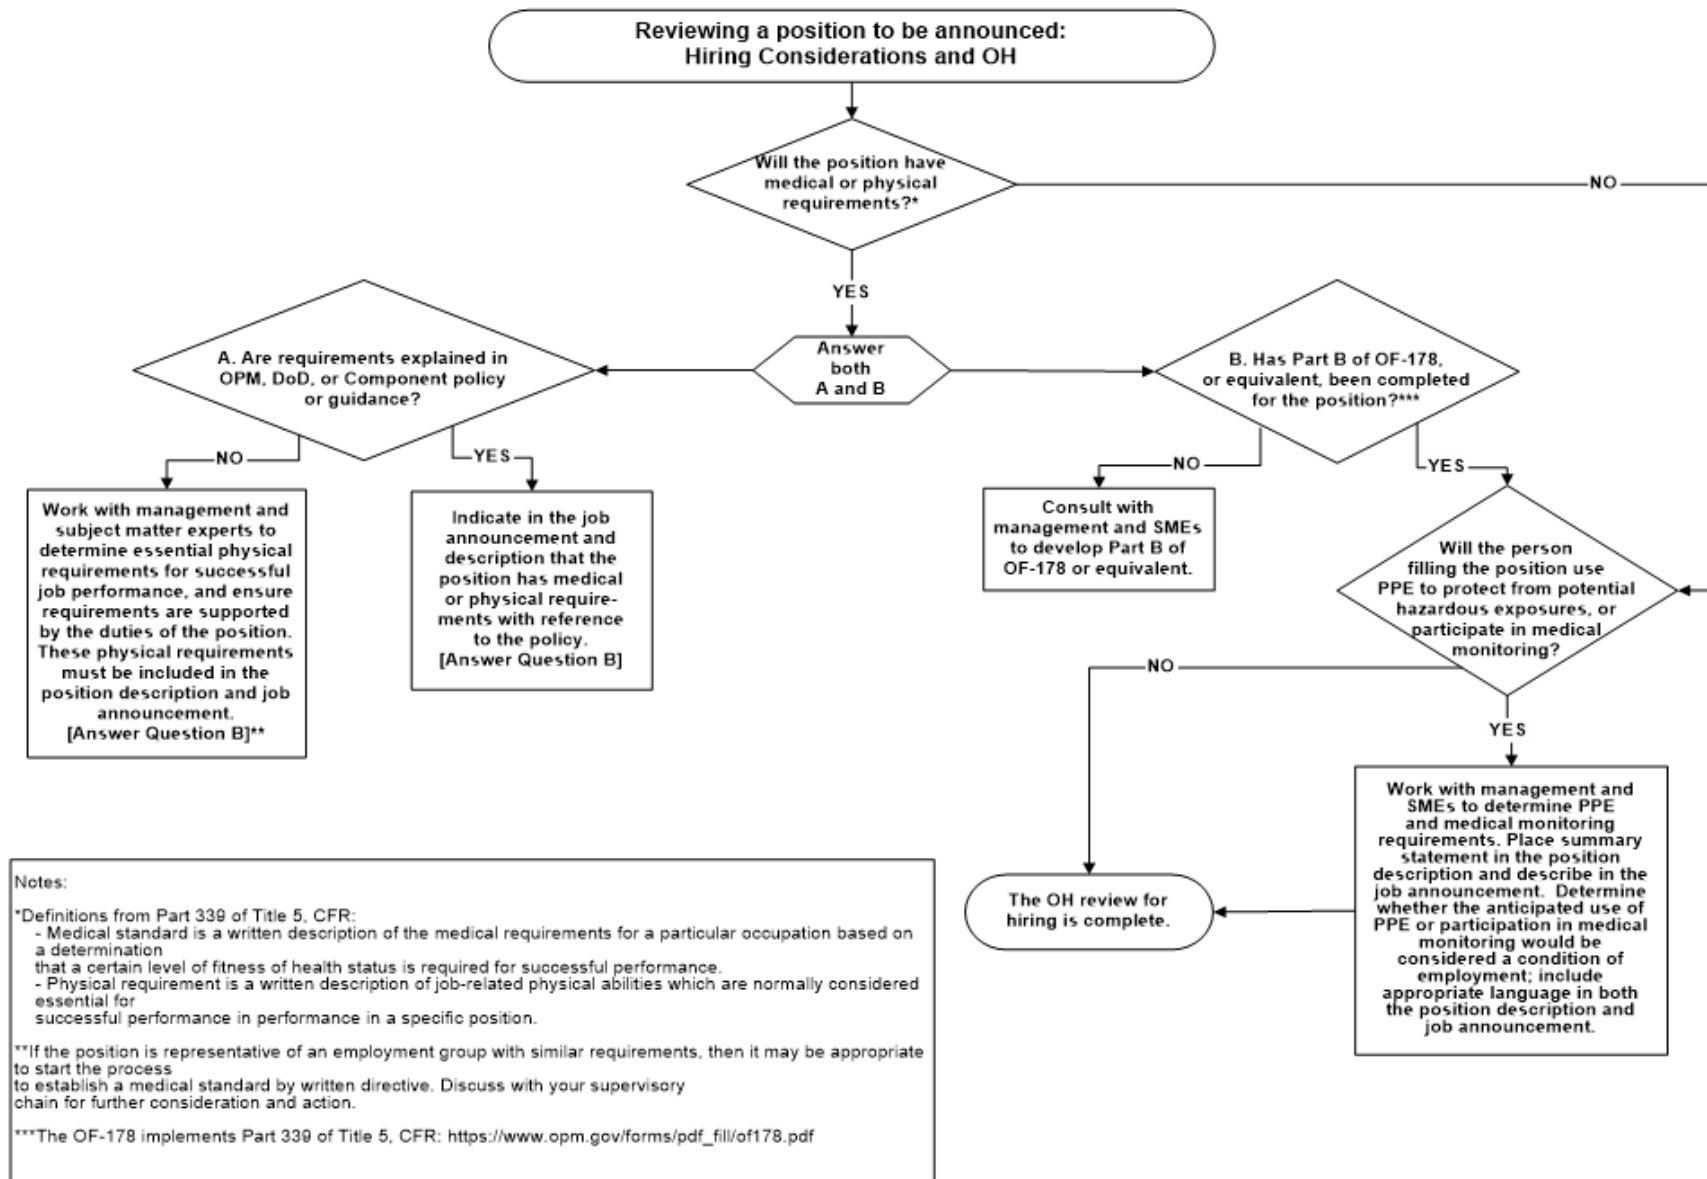 Reviewing a position to be announced:
Hiring Considerations and OH
Will the position have
medical or physical
requirements?*
NO
YES
Answer
both
A and B
A. Are requirements explained in
OPM, DoD, or Component policy
or guidance?
B. Has Part B of OF-178,
or equivalent, been completed
for the position?***
NO
YES
NO
YES
Work with management and
subject matter experts to
determine essential physical
requirements for successful
job performance, and ensure
requirements are supported
by the duties of the position.
These physical requirements
must be included in the
position description and job
announcement.
[Answer Question B]**
Indicate in the job
announcement and
description that the
position has medical
or physical require-
ments with reference
to the policy.
[Answer Question B]
Consult with
management and SMEs
to develop Part B of
OF-178 or equivalent.
Will the person
filling the position use
PPE to protect from potential
hazardous exposures, or
participate in medical
monitoring?
NO
YES
Work with management and
SMEs to determine PPE
and medical monitoring
requirements. Place summary
statement in the position
description and describe in the
job announcement. Determine
whether the anticipated use of
PPE or participation in medical
monitoring would be
considered a condition of
employment; include
appropriate language in both
the position description and
job announcement.
The OH review for
hiring is complete.
Notes:
*Definitions from Part 339 of Title 5, CFR:
- Medical standard is a written description of the medical requirements for a particular occupation based on
a determination
that a certain level of fitness of health status is required for successful performance.
- Physical requirement is a written description of job-related physical abilities which are normally considered
essential for
successful performance in performance in a specific position.
**If the position is representative of an employment group with similar requirements, then it may be appropriate
to start the process
to establish a medical standard by written directive. Discuss with your supervisory
chain for further consideration and action.
***The OF-178 implements Part 339 of Title 5, CFR: https://www.opm.gov/forms/pdf_fill/of178.pdf